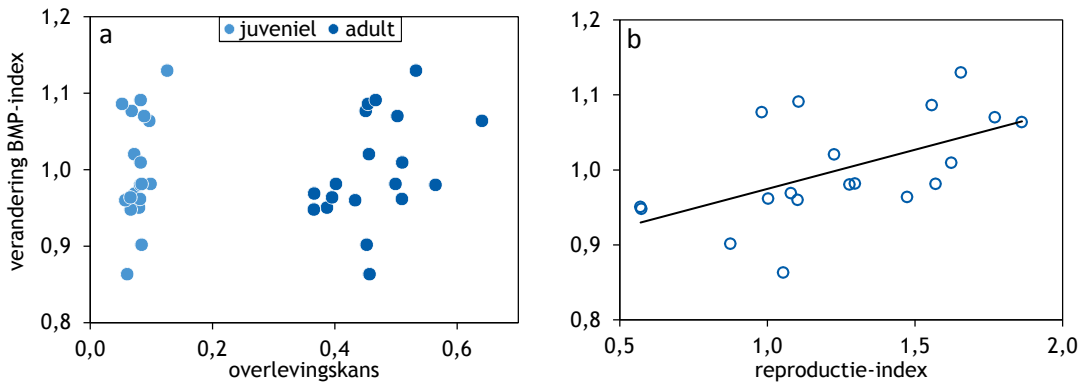 a
juveniel adult
verandering BMP-index
1,2
1,1
1,0
0,9
0,8
0,0 0,2 0,4 0,6
overlevingskans
b
1,2
1,1
1,0
0,9
0,8
0,5 1,0 1,5 2,0
reproductie-index